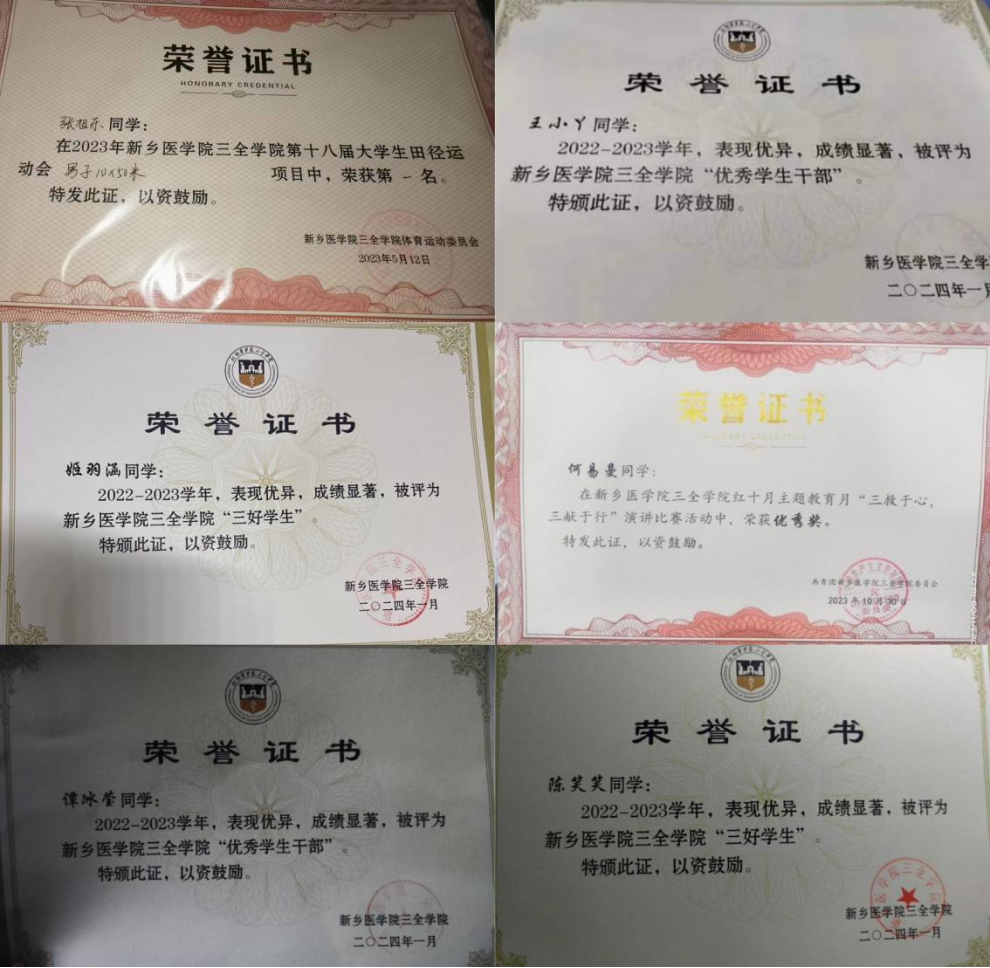 荣誉证书
HONORARY CREDENTIAL
张祖乐同学：
在2023年新乡医学院三全学院第十八届大学生田径运
动会 男子10×50米 项目中，荣获第一名。
特发此证，以资鼓励。
新乡医学院三全学院体育运动委员会
2023年5月12日
荣誉证书
王小丫同学：
2022-2023学年，表现优异，成绩显著，被评为
新乡医学院三全学院“优秀学生干部”。
特颁此证，以资鼓励。
新乡医学院三全学
二〇二四年一月
荣誉证书
姬羽涵同学：
2022-2023学年，表现优异，成绩显著，被评为
新乡医学院三全学院“三好学生”。
特颁此证，以资鼓励。
新乡医学院三全学院
二〇二四年一月
荣誉证书
HONORARY CREDENTIAL
何易曼同学：
在新乡医学院三全学院红十月主题教育月“三救于心，
三献于行”演讲比赛活动中，荣获优秀奖。
特发此证，以资鼓励。
共青团新乡医学院三全学院委员会
2023年10月30日
荣誉证书
谭冰莹同学：
2022-2023学年，表现优异，成绩显著，被评为
新乡医学院三全学院“优秀学生干部”。
特颁此证，以资鼓励。
新乡医学院三全学院
二〇二四年一月
荣誉证书
陈笑笑同学：
2022-2023学年，表现优异，成绩显著，被评为
新乡医学院三全学院“三好学生”。
特颁此证，以资鼓励。
新乡医学院三全学院
二〇二四年一月